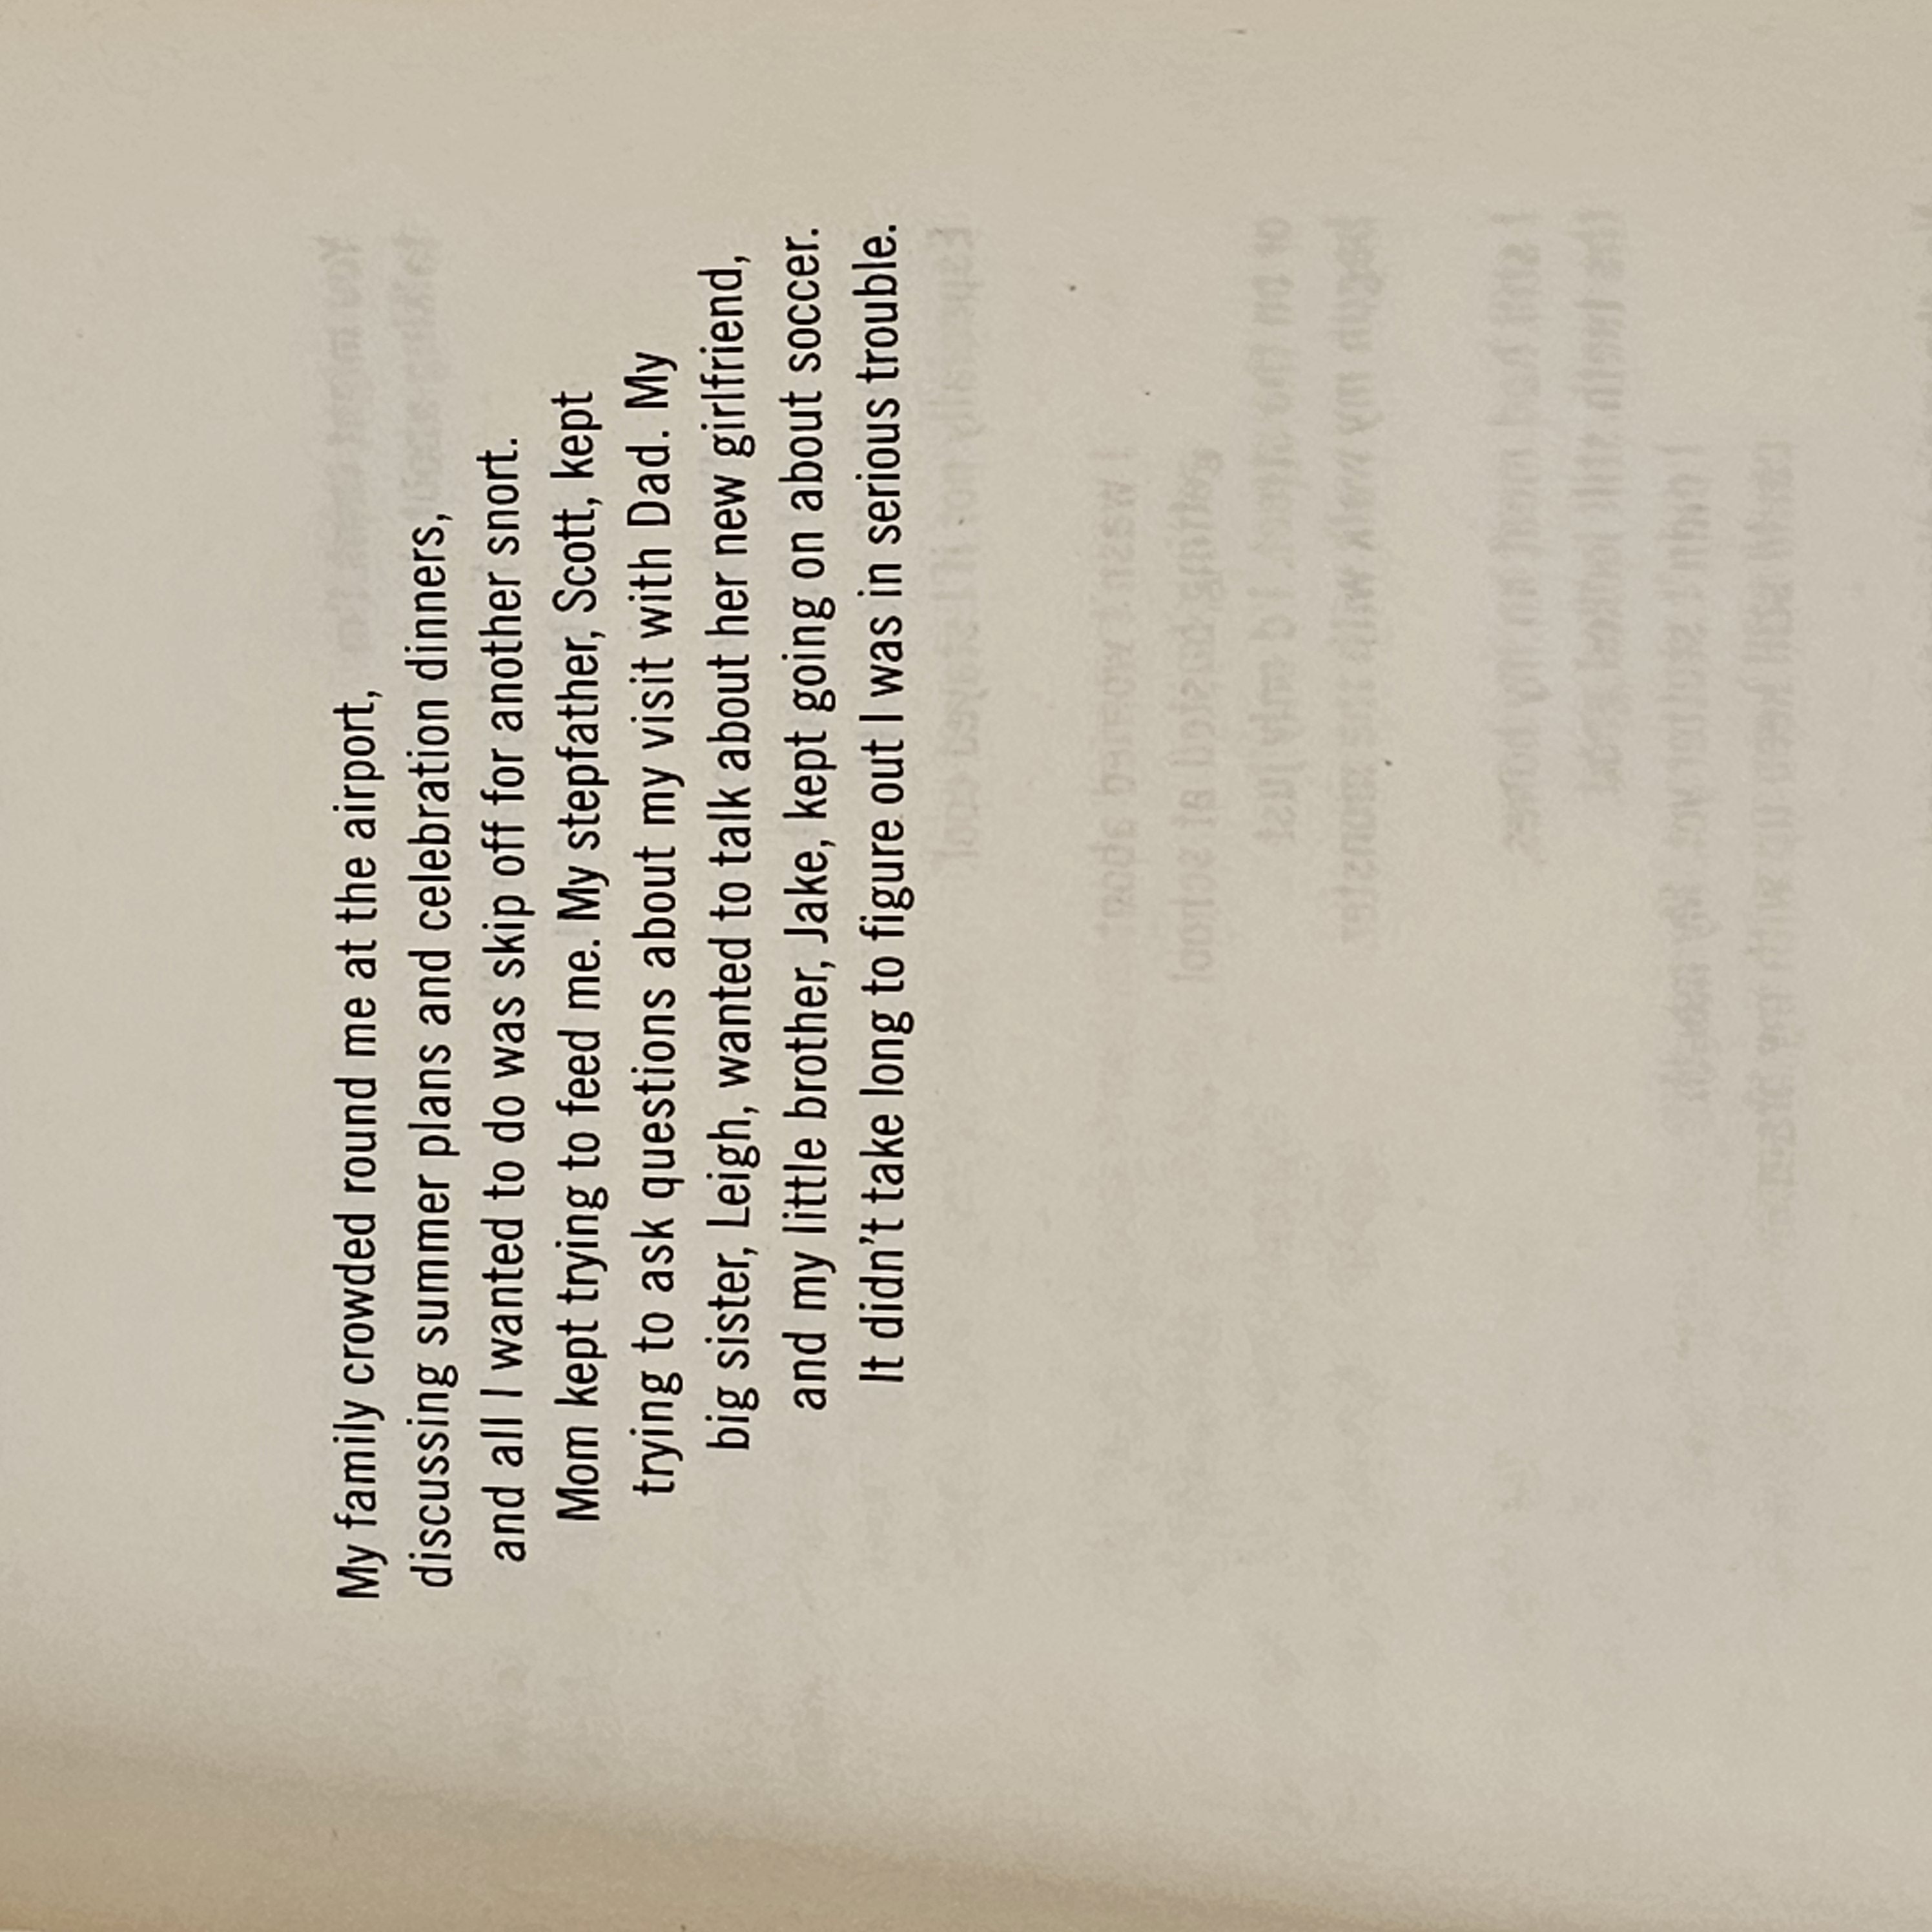 My family crowded round me at the airport,
discussing summer plans and celebration dinners,
and all I wanted to do was skip off for another snort.
Mom kept trying to feed me. My stepfather, Scott, kept
trying to ask questions about my visit with Dad. My
big sister, Leigh, wanted to talk about her new girlfriend,
and my little brother, Jake, kept going on about soccer.
It didn't take long to figure out I was in serious trouble.